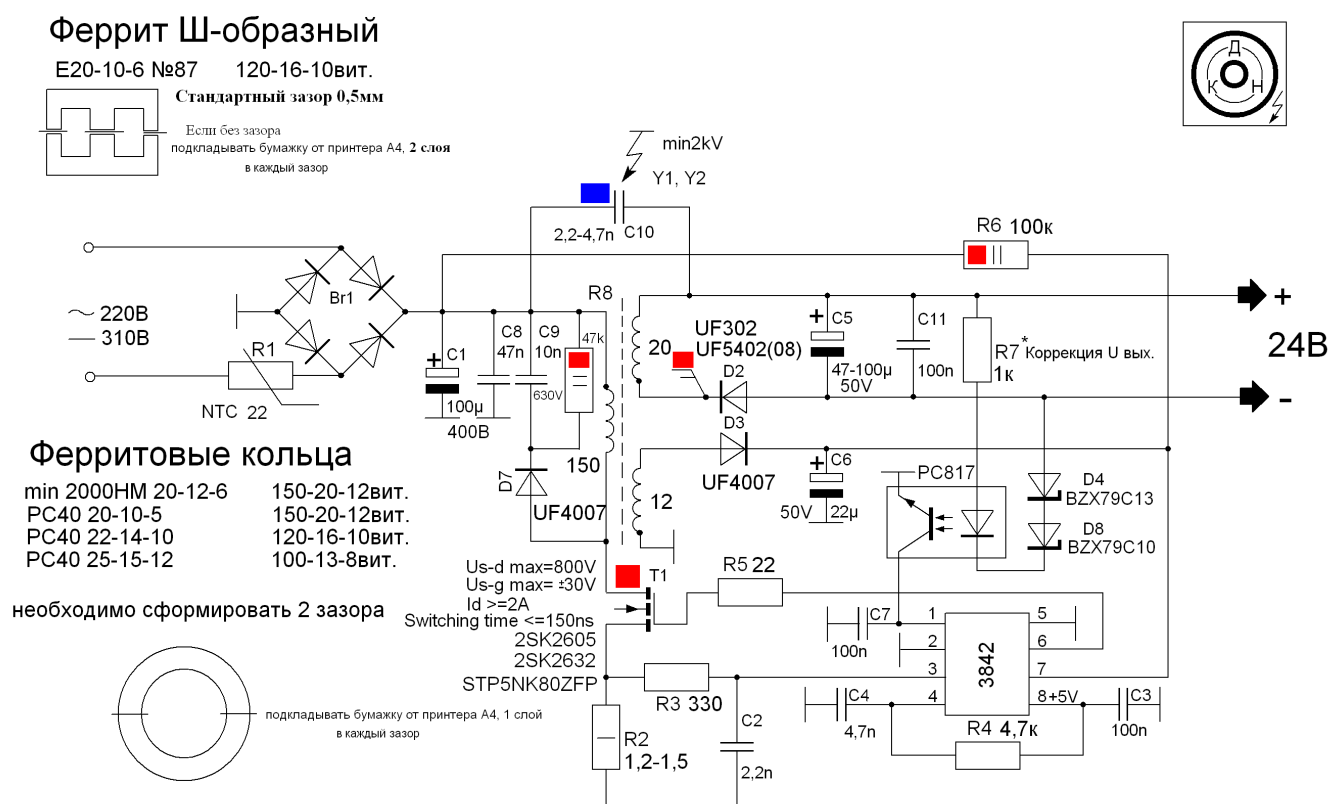 Феррит Ш-образный
E20-10-6 №87 120-16-10вит.
Стандартный зазор 0,5мм
Если без зазора
подкладывать бумажку от принтера А4, 2 слоя
в каждый зазор
Д
К Н
min2kV
Y1, Y2
2,2-4,7n C10
R6 100к
Br1
~ 220В
— 310В
R1
NTC 22
R8
47k
C8
47n
C9
10n
630V
C1
+
100µ
400В
150
20
12
UF302
UF5402(08)
D2
D3
UF4007
+ C5
47-100µ
50V
C11
100n
R7* Коррекция U вых.
1к
+
24В
-
+ C6
50V 22µ
PC817
D4
BZX79C13
D8
BZX79C10
D7
UF4007
Ферритовые кольца
min 2000НМ 20-12-6 150-20-12вит.
PC40 20-10-5 150-20-12вит.
PC40 22-14-10 120-16-10вит.
PC40 25-15-12 100-13-8вит.
необходимо сформировать 2 зазора
подкладывать бумажку от принтера А4, 1 слой
в каждый зазор
Us-d max=800V
Us-g max= ±30V
Id >=2A
Switching time <=150ns
2SK2605
2SK2632
STP5NK80ZFP
T1
R5 22
C7
100n
1
2
3
4
3842
5
6
7
8 +5V
C3
100n
C4
4,7n
R4 4,7к
R3 330
C2
2,2n
R2
1,2-1,5